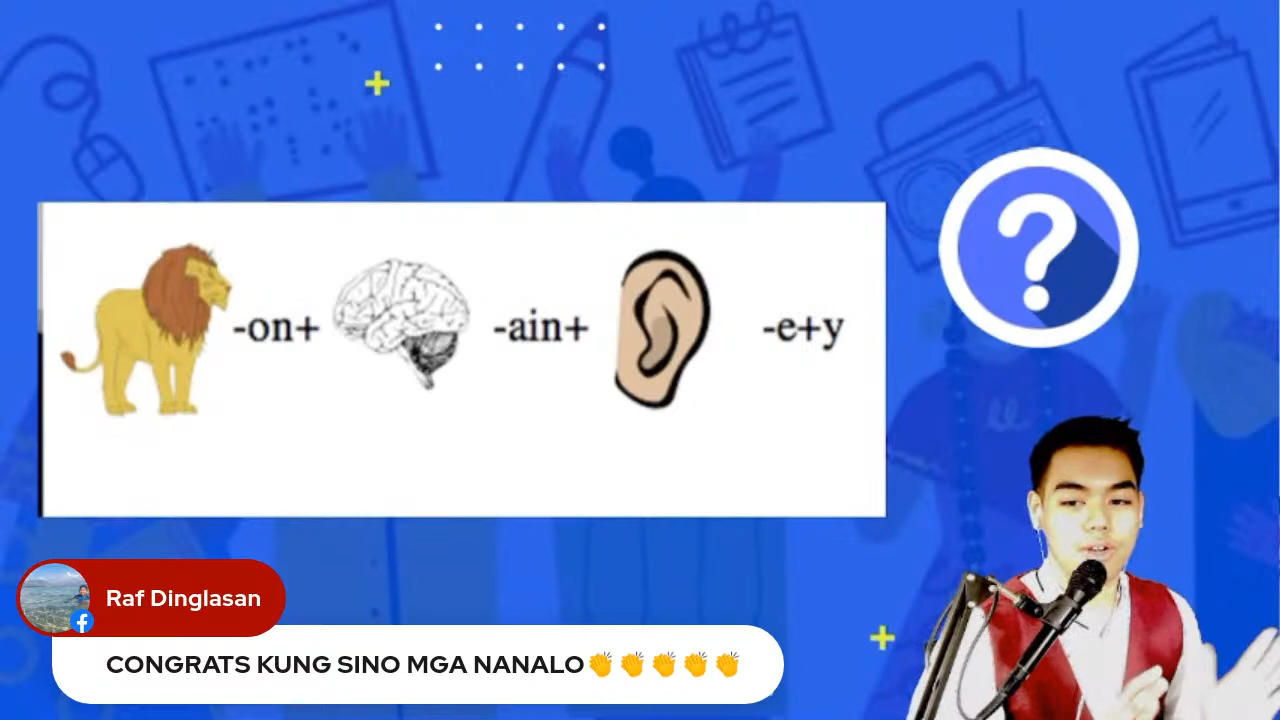 -on+ -ain+ -e+y
?
Raf Dinglasan
CONGRATS KUNG SINO MGA NANALO👏👏👏👏👏